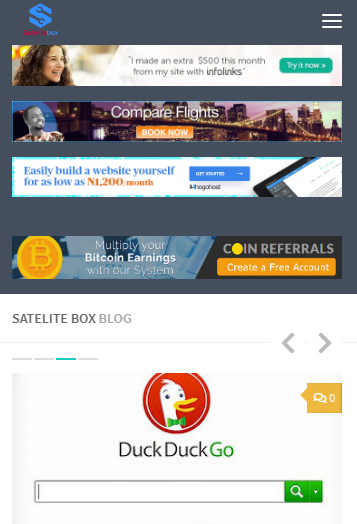 Satelitebox
"I made an extra $500 this month
from my site with infolinks"
Try it now »
Compare Flights
BOOK NOW
Easily build a website yourself
for as low as ₦1,200/month
GET STARTED
Whogohost
Multiply your
Bitcoin Earnings
with our System
COIN REFERRALS
Create a Free Account
SATELITE BOX BLOG
0
DuckDuckGo